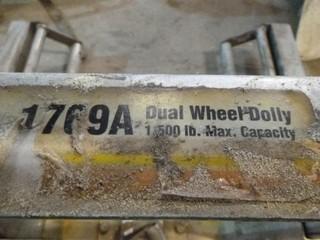 1769A
Dual Wheel Dolly
1,500 lb. Max. Capacity